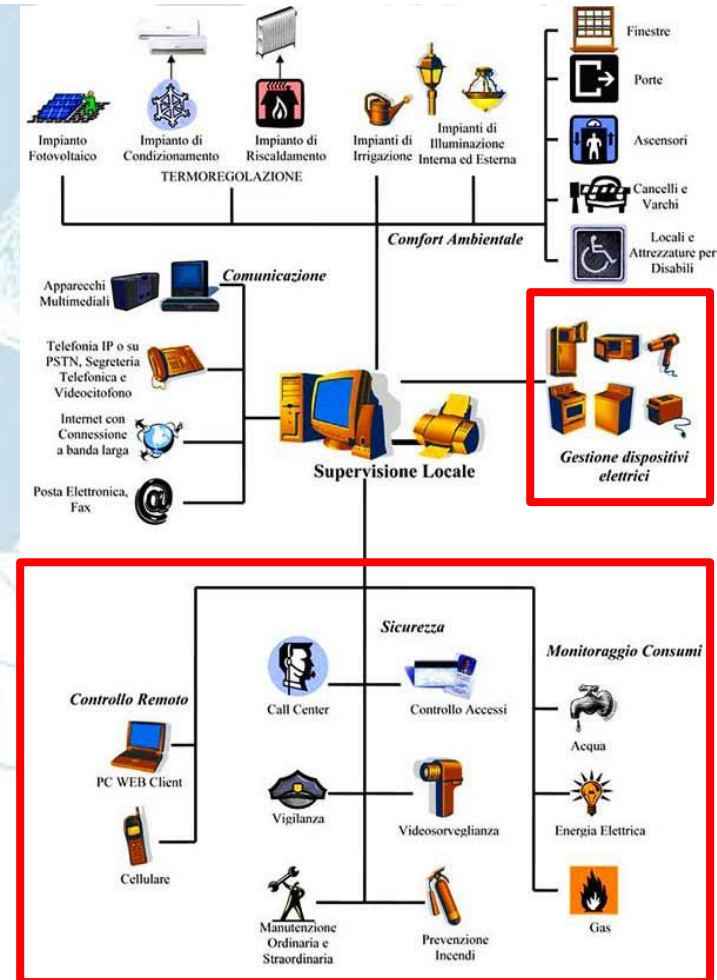 Finestre
Porte
Ascensori
Cancelli e
Varchi
Locali e
Attrezzature per
Disabili
Impianto
Fotovoltaico
Impianto di
Condizionamento
Impianto di
Riscaldamento
TERMOREGOLAZIONE
Impianti di
Irrigazione
Impianti di
Illuminazione
Interna ed Esterna
Comfort Ambientale
Comunicazione
Apparecchi
Multimediali
Telefonia IP o su
PSTN, Segreteria
Telefonica e
Videocitofono
Internet con
Connessione
a banda larga
Posta Elettronica,
Fax
Supervisione Locale
Gestione dispositivi
elettrici
Controllo Remoto
PC WEB Client
Cellulare
Sicurezza
Call Center
Controllo Accessi
Vigilanza
Videosorveglianza
Manutenzione
Ordinaria e
Straordinaria
Prevenzione
Incendi
Monitoraggio Consumi
Acqua
Energia Elettrica
Gas